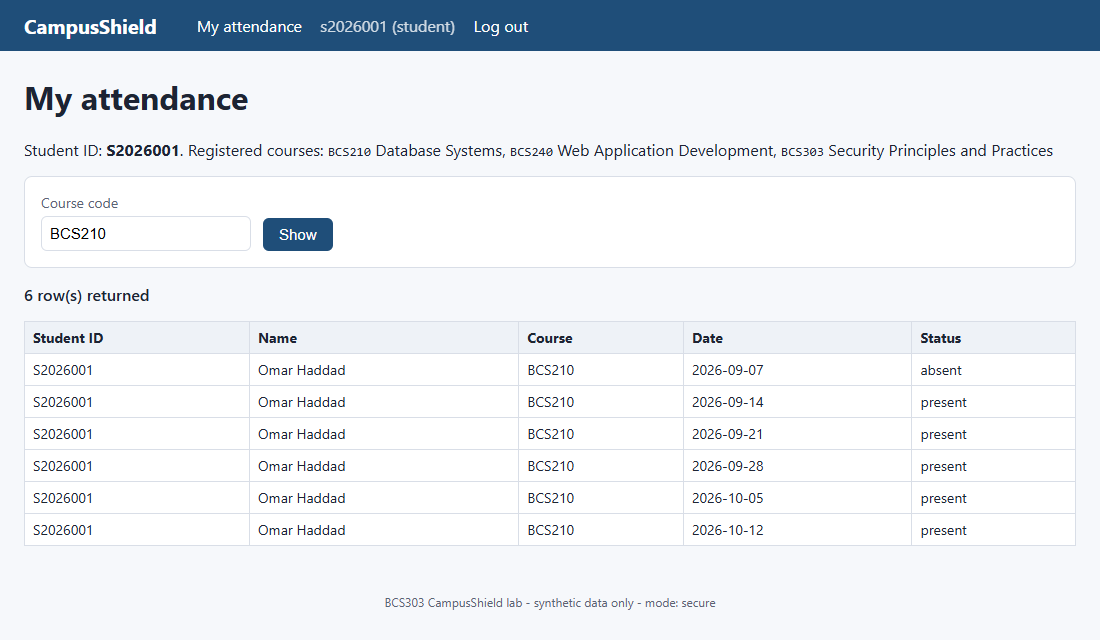 CampusShield My attendance s2026001 (student) Log out
My attendance
Student ID: S2026001. Registered courses: BCS210 Database Systems, BCS240 Web Application Development, BCS303 Security Principles and Practices
Course code
BCS210 Show
6 row(s) returned
Student ID Name Course Date Status
S2026001 Omar Haddad BCS210 2026-09-07 absent
S2026001 Omar Haddad BCS210 2026-09-14 present
S2026001 Omar Haddad BCS210 2026-09-21 present
S2026001 Omar Haddad BCS210 2026-09-28 present
S2026001 Omar Haddad BCS210 2026-10-05 present
S2026001 Omar Haddad BCS210 2026-10-12 present
BCS303 CampusShield lab - synthetic data only - mode: secure